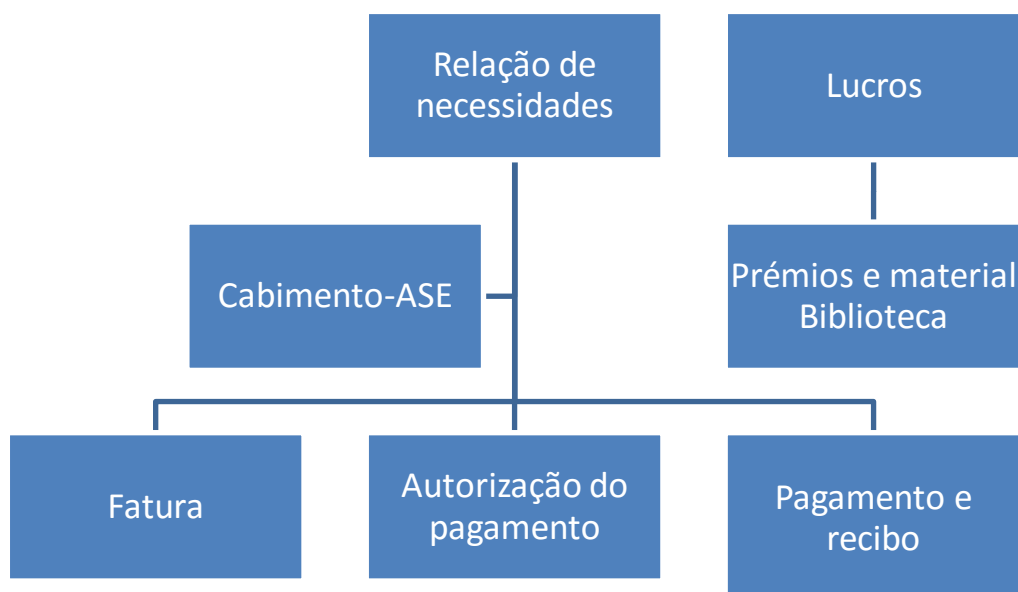 Relação de
necessidades
Lucros
Cabimento-ASE
Prémios e material
Biblioteca
Fatura
Autorização do
pagamento
Pagamento e
recibo